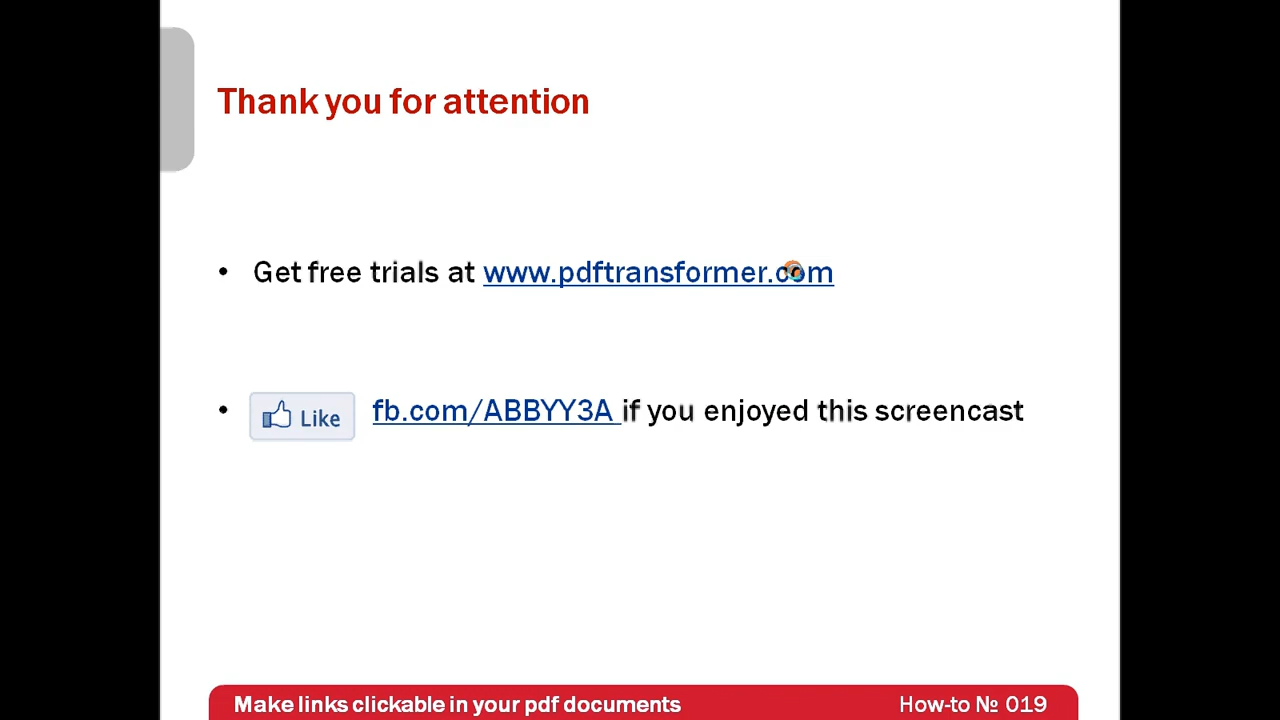 Thank you for attention
• Get free trials at www.pdftransformer.com
• Like fb.com/ABBYY3A if you enjoyed this screencast
Make links clickable in your pdf documents How-to № 019